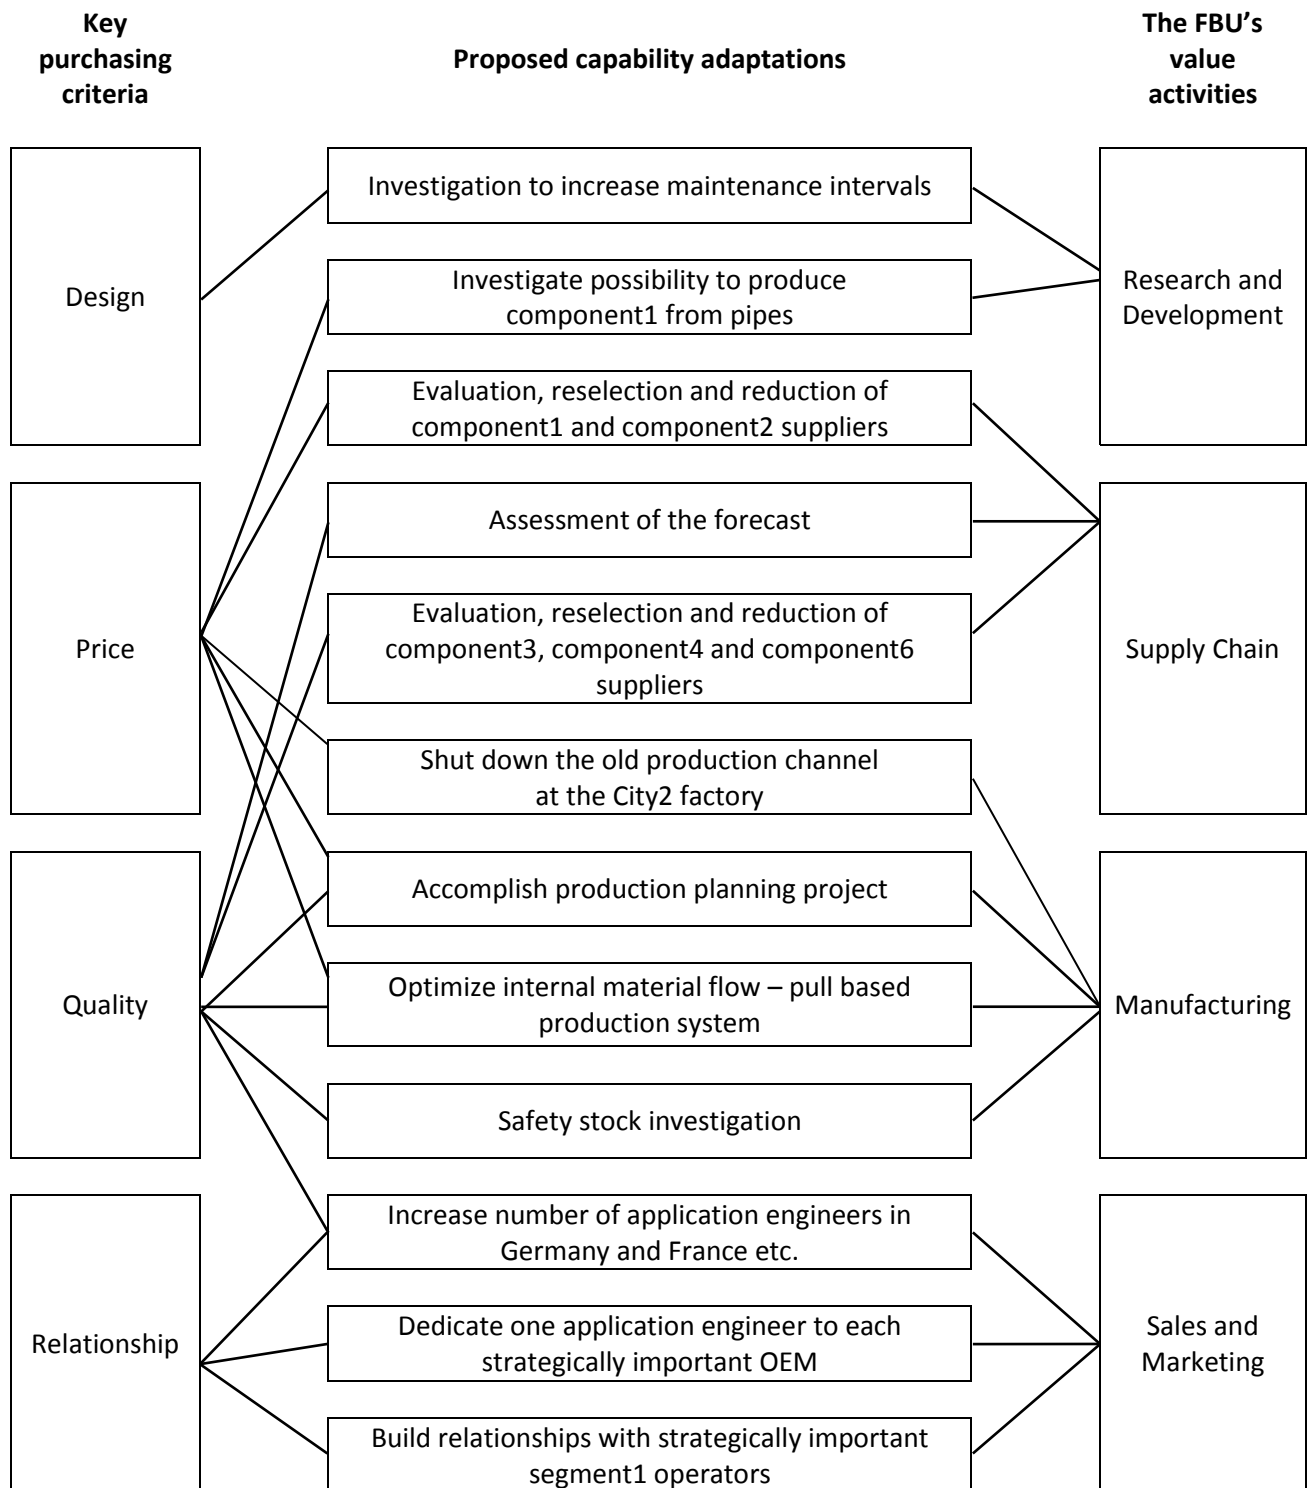 Key
purchasing
criteria
Proposed capability adaptations
The FBU’s
value
activities
Design
Price
Quality
Relationship
Investigation to increase maintenance intervals
Investigate possibility to produce
component1 from pipes
Evaluation, reselection and reduction of
component1 and component2 suppliers
Assessment of the forecast
Evaluation, reselection and reduction of
component3, component4 and component6
suppliers
Shut down the old production channel
at the City2 factory
Accomplish production planning project
Optimize internal material flow – pull based
production system
Safety stock investigation
Increase number of application engineers in
Germany and France etc.
Dedicate one application engineer to each
strategically important OEM
Build relationships with strategically important
segment1 operators
Research and
Development
Supply Chain
Manufacturing
Sales and
Marketing